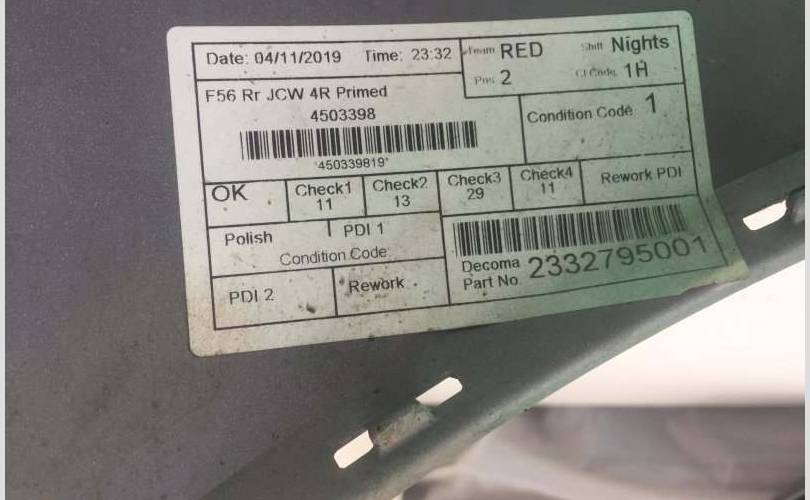 Date: 04/11/2019 Time: 23:32 Team RED Shift Nights
Pos 2 CI Code 1H
F56 Rr JCW 4R Primed
4503398
Condition Code 1
*450339819*
OK Check1 11 Check2 13 Check3 29 Check4 11 Rework PDI
Polish PDI 1
Condition Code:
Decoma Part No 2332795001
PDI 2 Rework